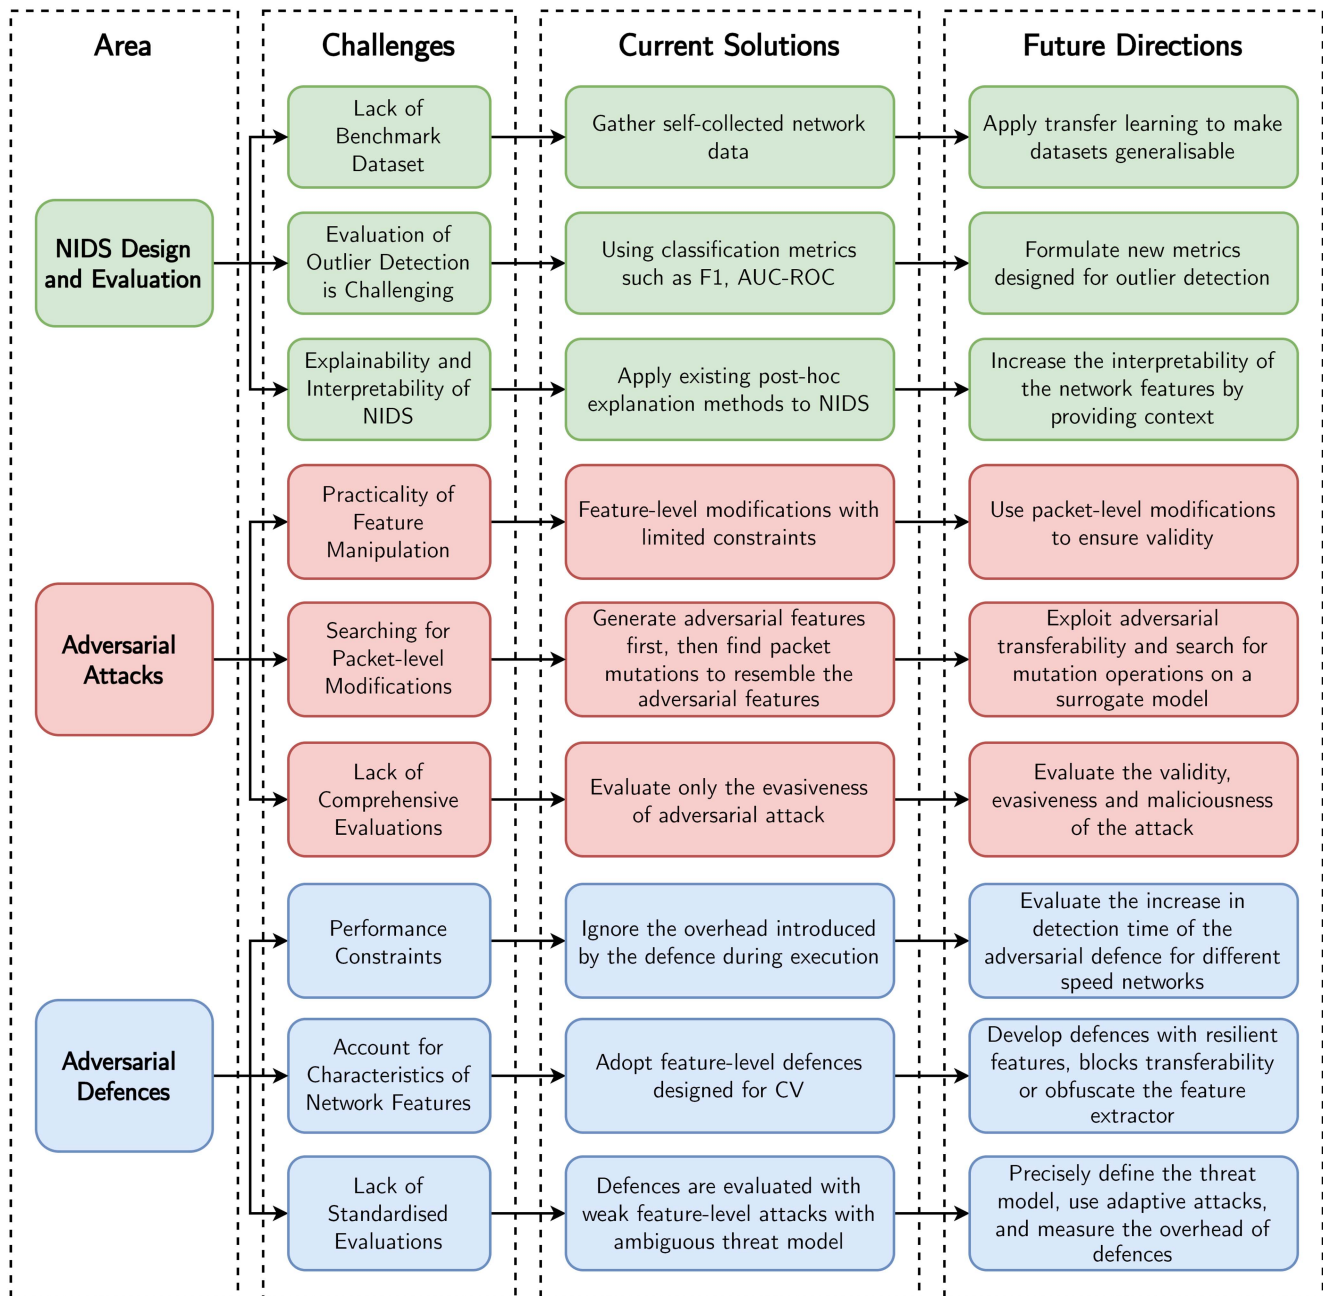 Area
Challenges
Current Solutions
Future Directions
NIDS Design
and Evaluation
Lack of
Benchmark
Dataset
Gather self-collected network
data
Apply transfer learning to make
datasets generalisable
Evaluation of
Outlier Detection
is Challenging
Using classification metrics
such as F1, AUC-ROC
Formulate new metrics
designed for outlier detection
Explainability and
Interpretability of
NIDS
Apply existing post-hoc
explanation methods to NIDS
Increase the interpretability of
the network features by
providing context
Adversarial
Attacks
Practicality of
Feature
Manipulation
Feature-level modifications with
limited constraints
Use packet-level modifications
to ensure validity
Searching for
Packet-level
Modifications
Generate adversarial features
first, then find packet
mutations to resemble the
adversarial features
Exploit adversarial
transferability and search for
mutation operations on a
surrogate model
Lack of
Comprehensive
Evaluations
Evaluate only the evasiveness
of adversarial attack
Evaluate the validity,
evasiveness and maliciousness
of the attack
Adversarial
Defences
Performance
Constraints
Ignore the overhead introduced
by the defence during execution
Evaluate the increase in
detection time of the
adversarial defence for different
speed networks
Account for
Characteristics of
Network Features
Adopt feature-level defences
designed for CV
Develop defences with resilient
features, blocks transferability
or obfuscate the feature
extractor
Lack of
Standardised
Evaluations
Defences are evaluated with
weak feature-level attacks with
ambiguous threat model
Precisely define the threat
model, use adaptive attacks,
and measure the overhead of
defences